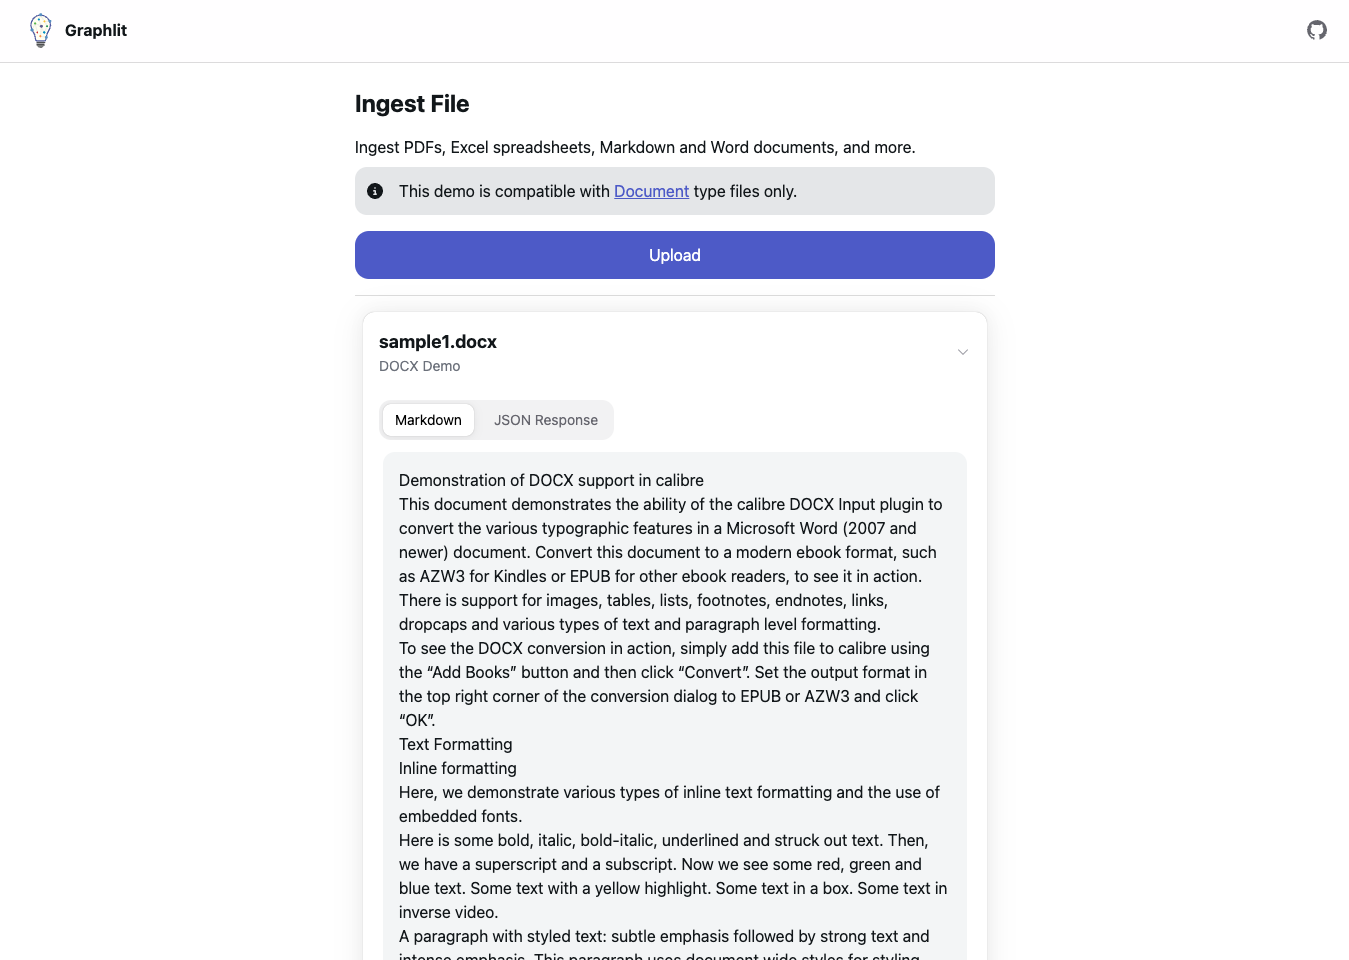 Graphlit
Ingest File
Ingest PDFs, Excel spreadsheets, Markdown and Word documents, and more.
This demo is compatible with Document type files only.
Upload
sample1.docx
DOCX Demo
Markdown JSON Response
Demonstration of DOCX support in calibre
This document demonstrates the ability of the calibre DOCX Input plugin to
convert the various typographic features in a Microsoft Word (2007 and
newer) document. Convert this document to a modern ebook format, such
as AZW3 for Kindles or EPUB for other ebook readers, to see it in action.
There is support for images, tables, lists, footnotes, endnotes, links,
dropcaps and various types of text and paragraph level formatting.
To see the DOCX conversion in action, simply add this file to calibre using
the “Add Books” button and then click “Convert”. Set the output format in
the top right corner of the conversion dialog to EPUB or AZW3 and click
“OK”.
Text Formatting
Inline formatting
Here, we demonstrate various types of inline text formatting and the use of
embedded fonts.
Here is some bold, italic, bold-italic, underlined and struck out text. Then,
we have a superscript and a subscript. Now we see some red, green and
blue text. Some text with a yellow highlight. Some text in a box. Some text in
inverse video.
A paragraph with styled text: subtle emphasis followed by strong text and
intense emphasis. This paragraph uses document wide styles for styling